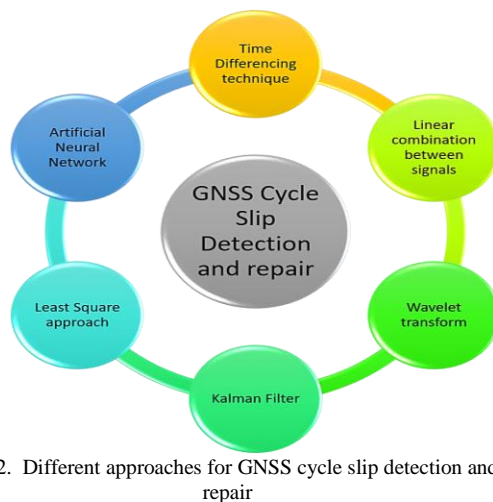 Time
Differencing
technique
Linear
combination
between
signals
Wavelet
transform
Kalman Filter
Least Square
approach
Artificial
Neural
Network
GNSS Cycle
Slip
Detection
and repair
2. Different approaches for GNSS cycle slip detection and
repair